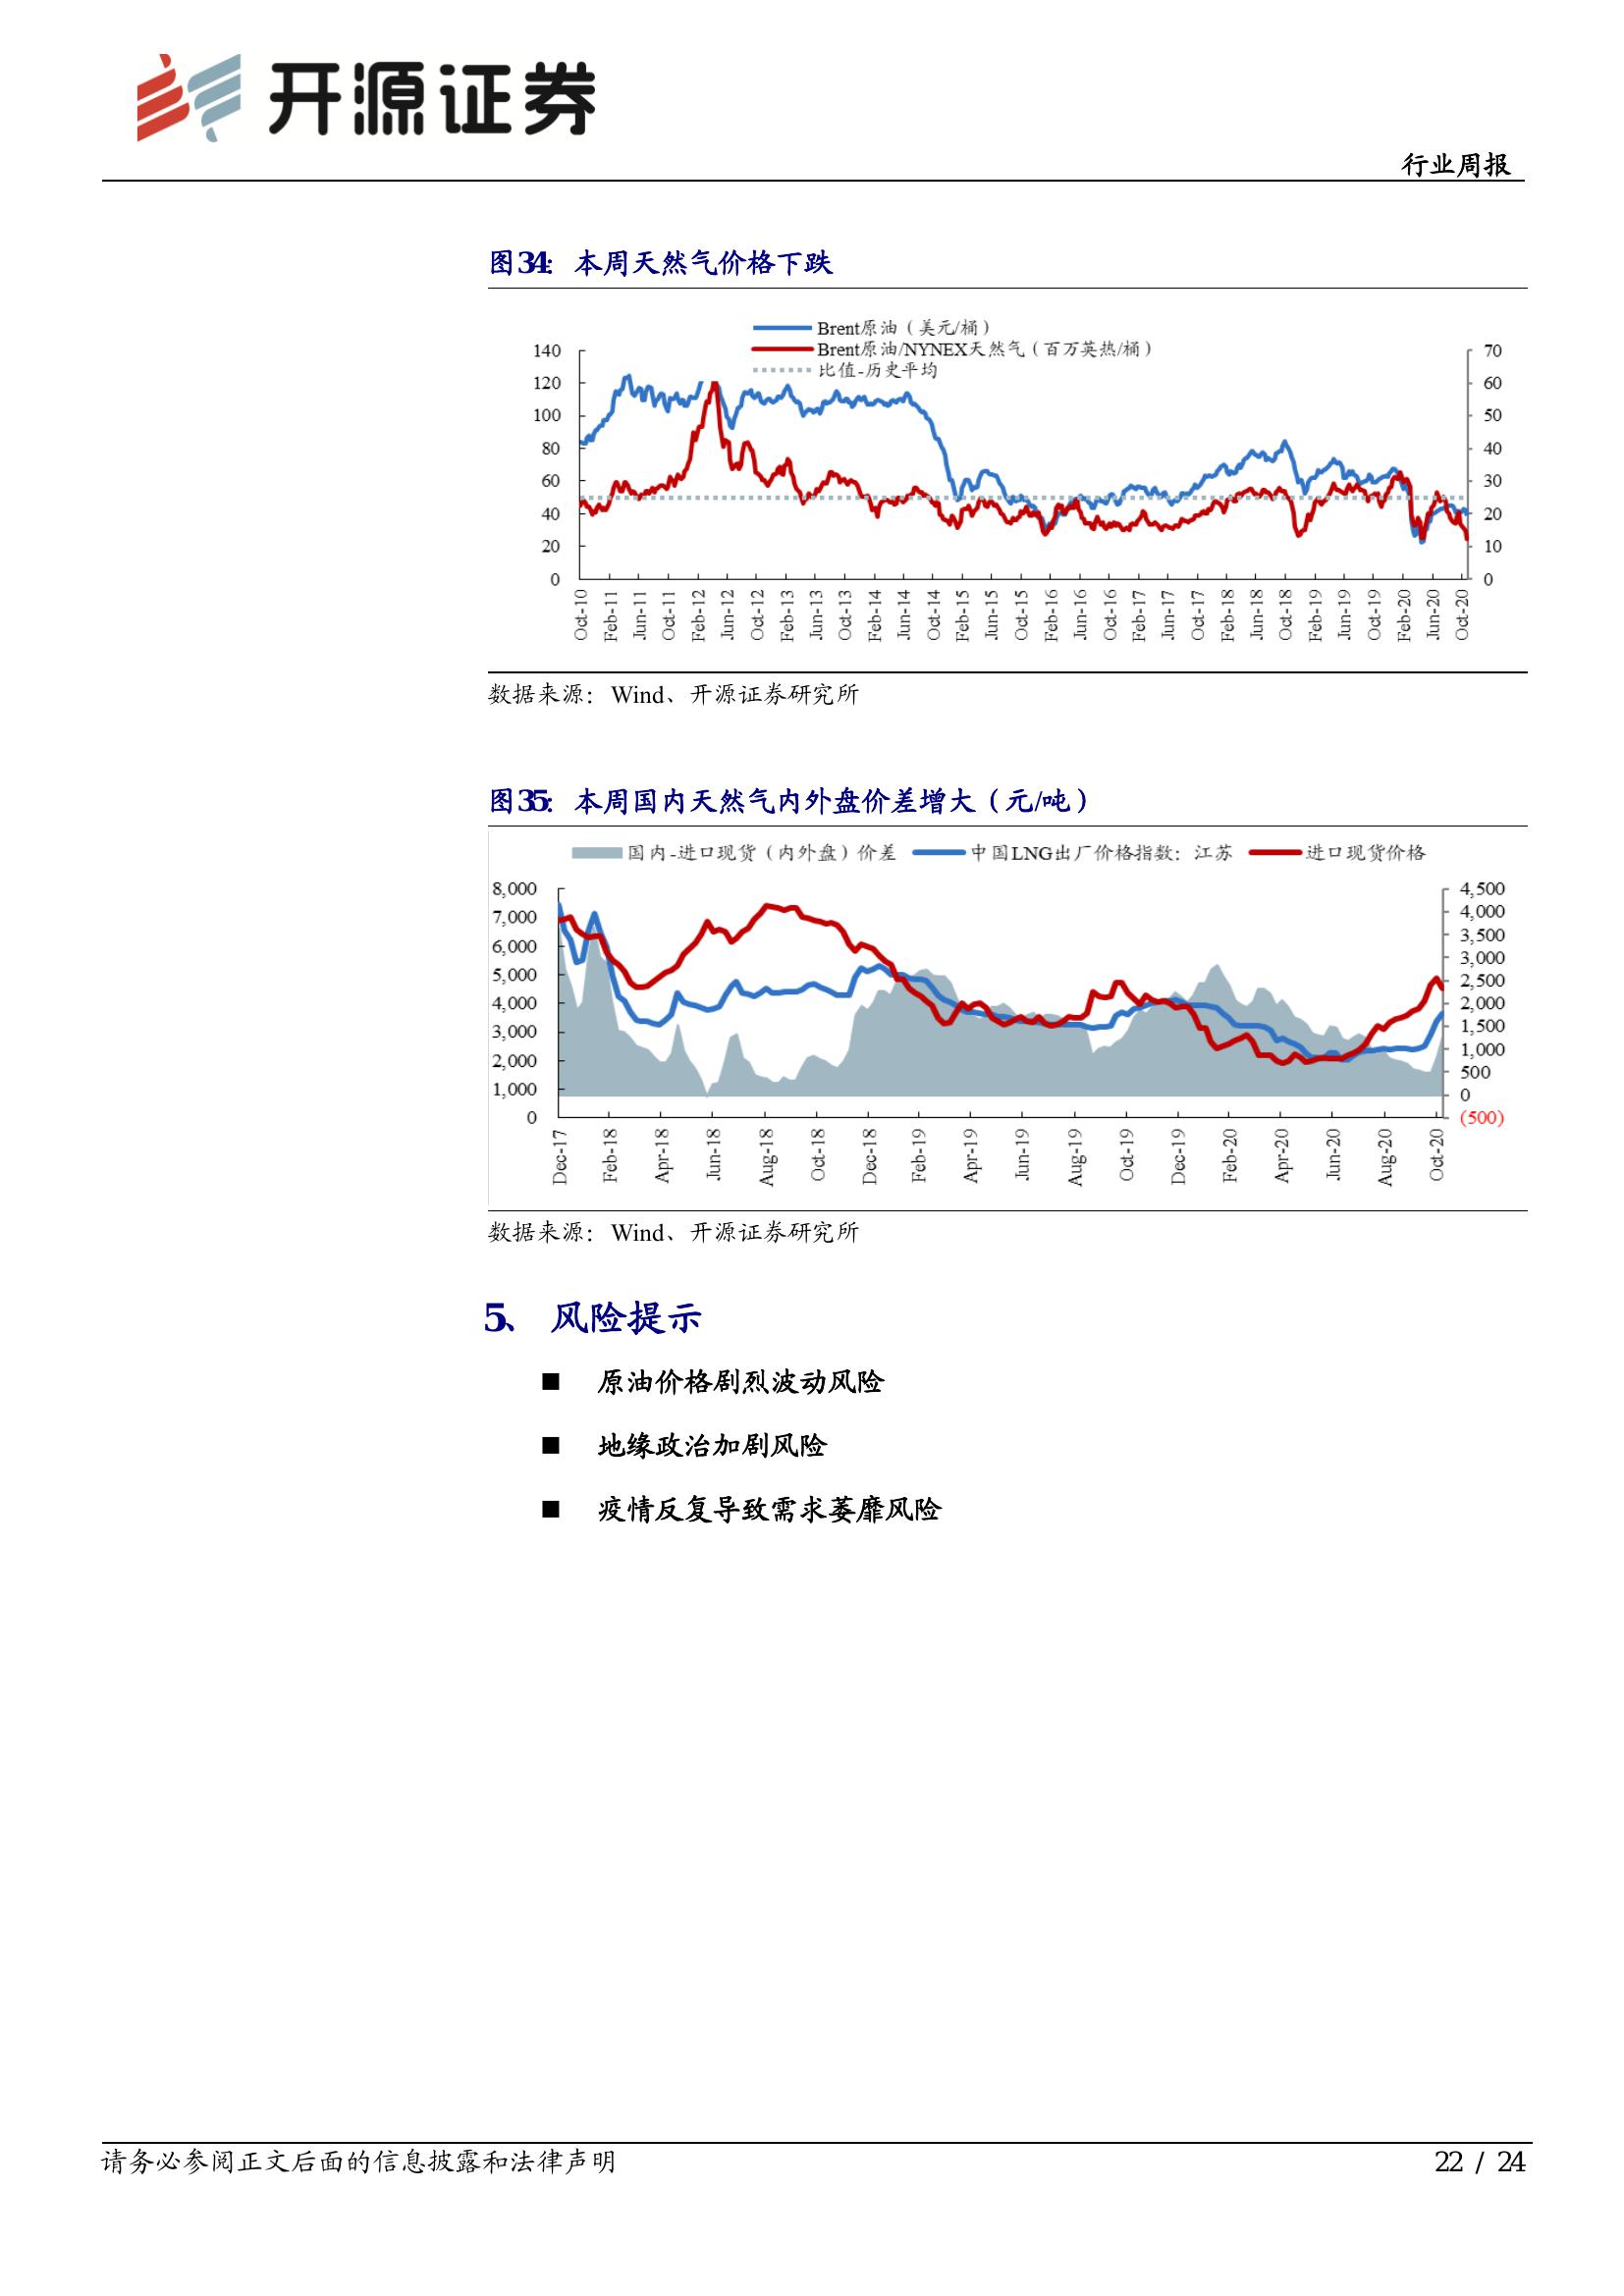 开源证券
行业周报
图34：本周天然气价格下跌
Brent原油（美元/桶）
Brent原油/NYNEX天然气（百万英热/桶）
比值-历史平均
140 120 100 80 60 40 20 0
70 60 50 40 30 20 10 0
Oct-10 Feb-11 Jun-11 Oct-11 Feb-12 Jun-12 Oct-12 Feb-13 Jun-13 Oct-13 Feb-14 Jun-14 Oct-14 Feb-15 Jun-15 Oct-15 Feb-16 Jun-16 Oct-16 Feb-17 Jun-17 Oct-17 Feb-18 Jun-18 Oct-18 Feb-19 Jun-19 Oct-19 Feb-20 Jun-20 Oct-20
数据来源：Wind、开源证券研究所
图35：本周国内天然气内外盘价差增大（元/吨）
国内-进口现货（内外盘）价差 中国LNG出厂价格指数：江苏 进口现货价格
8,000 7,000 6,000 5,000 4,000 3,000 2,000 1,000 0
4,500 4,000 3,500 3,000 2,500 2,000 1,500 1,000 500 0 (500)
Dec-17 Feb-18 Apr-18 Jun-18 Aug-18 Oct-18 Dec-18 Feb-19 Apr-19 Jun-19 Aug-19 Oct-19 Dec-19 Feb-20 Apr-20 Jun-20 Aug-20 Oct-20
数据来源：Wind、开源证券研究所
5、 风险提示
■ 原油价格剧烈波动风险
■ 地缘政治加剧风险
■ 疫情反复导致需求萎靡风险
请务必参阅正文后面的信息披露和法律声明
22 / 24